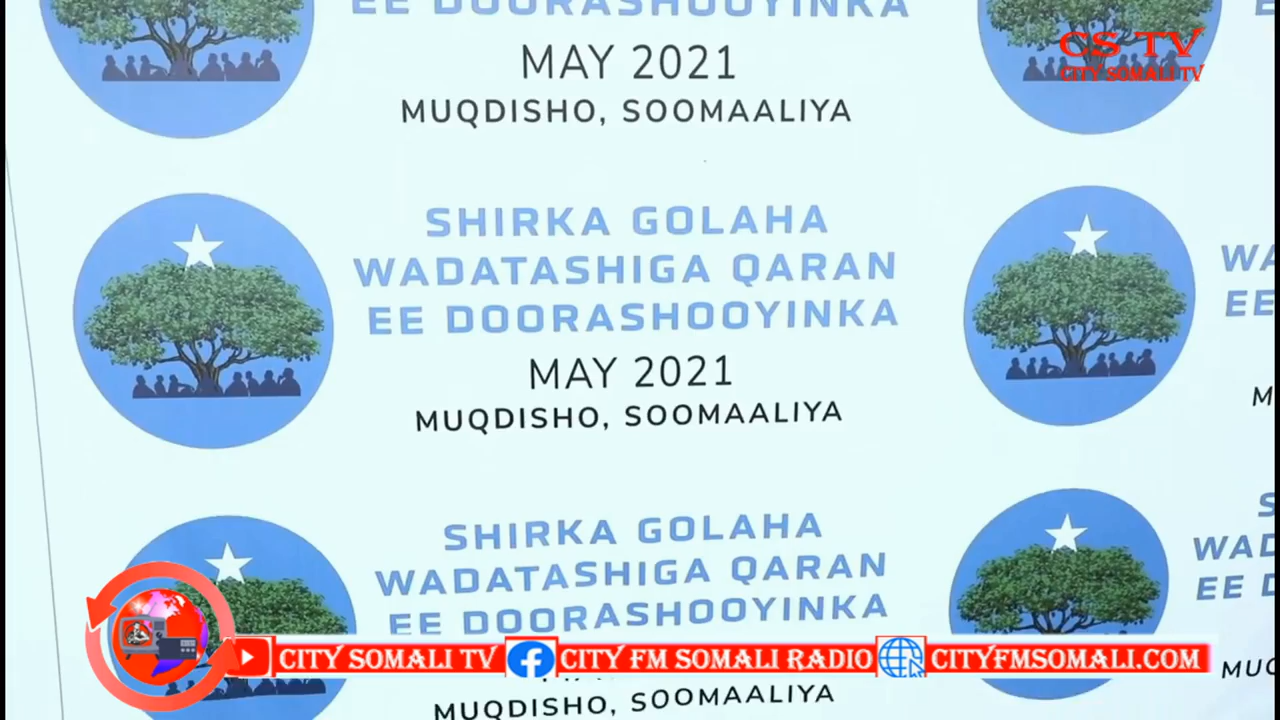 EE DOORASHOOYINKA
MAY 2021
MUQDISHO, SOOMAALIYA
CS TV
CITY SOMALI TV
SHIRKA GOLAHA
WADATASHIGA QARAN
EE DOORASHOOYINKA
MAY 2021
MUQDISHO, SOOMAALIYA
WA
EE
M
SHIRKA GOLAHA
WADATASHIGA QARAN
EE DOORASHOOYINKA
MUQDISHO, SOOMAALIYA
S
WAD
EE D
MUQ
CITY SOMALI TV
CITY FM SOMALI RADIO
CITYFMSOMALI.COM